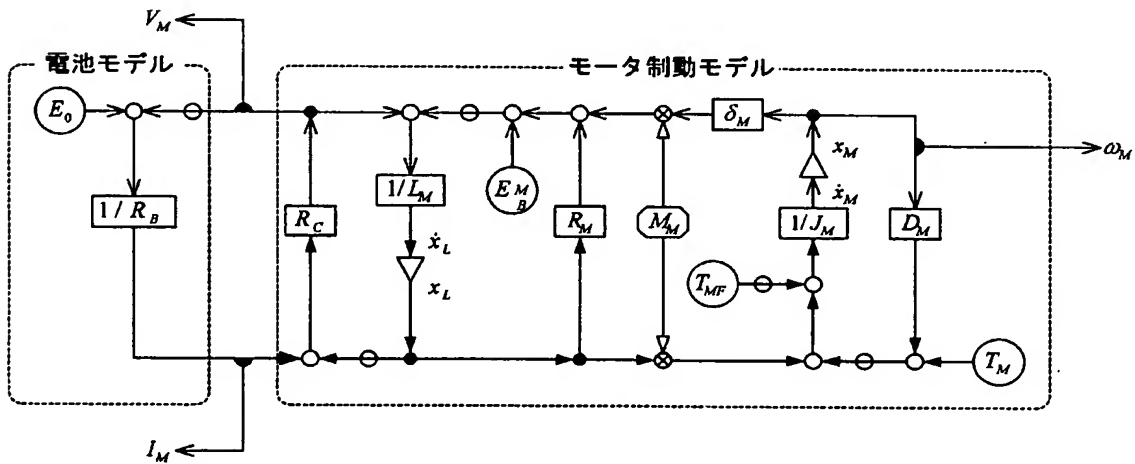 V_M
電池モデル
モータ制動モデル
E_0
δ_M
x_M
ω_M
1/R_B
R_C
1/L_M
E_B^M
R_M
M_M
ẋ_M
1/J_M
D_M
ẋ_L
x_L
T_MF
T_M
I_M